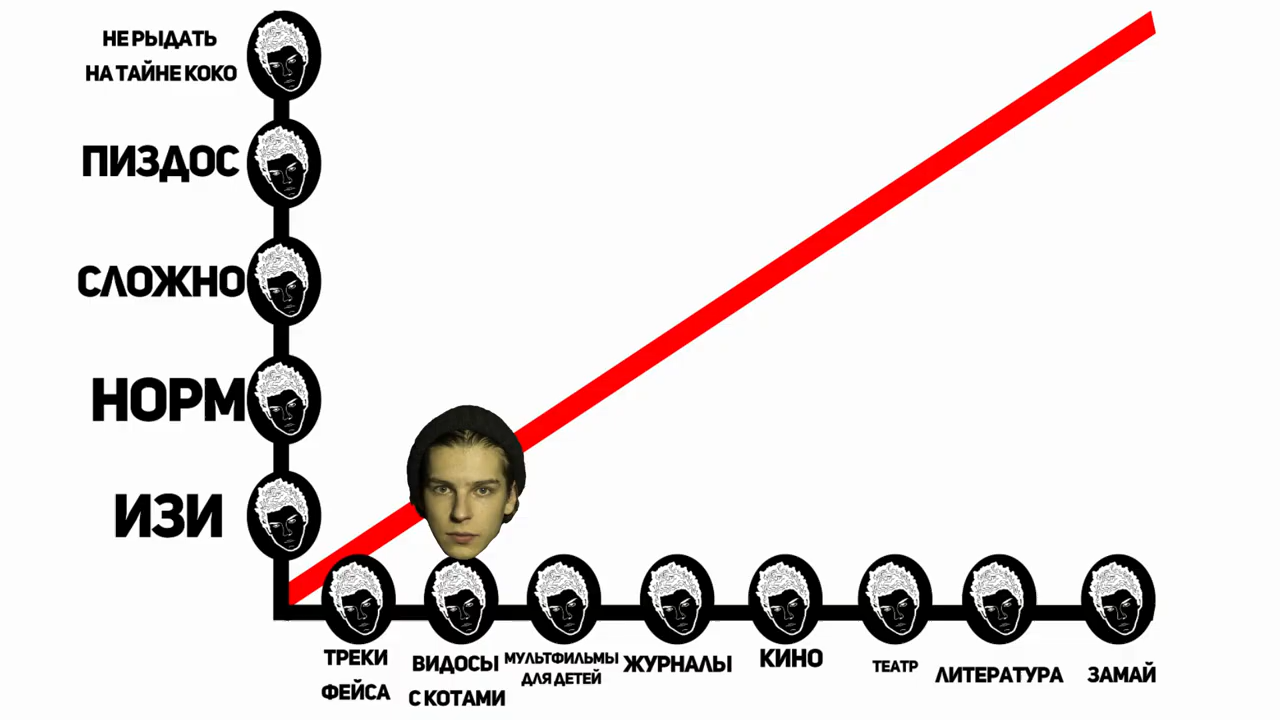 НЕ РЫДАТЬ
НА ТАЙНЕ КОКО
ПИЗДОС
СЛОЖНО
НОРМ
ИЗИ
ТРЕКИ
ФЕЙСА
ВИДОСЫ
С КОТАМИ
МУЛЬТФИЛЬМЫ
ДЛЯ ДЕТЕЙ
ЖУРНАЛЫ
КИНО
ТЕАТР
ЛИТЕРАТУРА
ЗАМАЙ